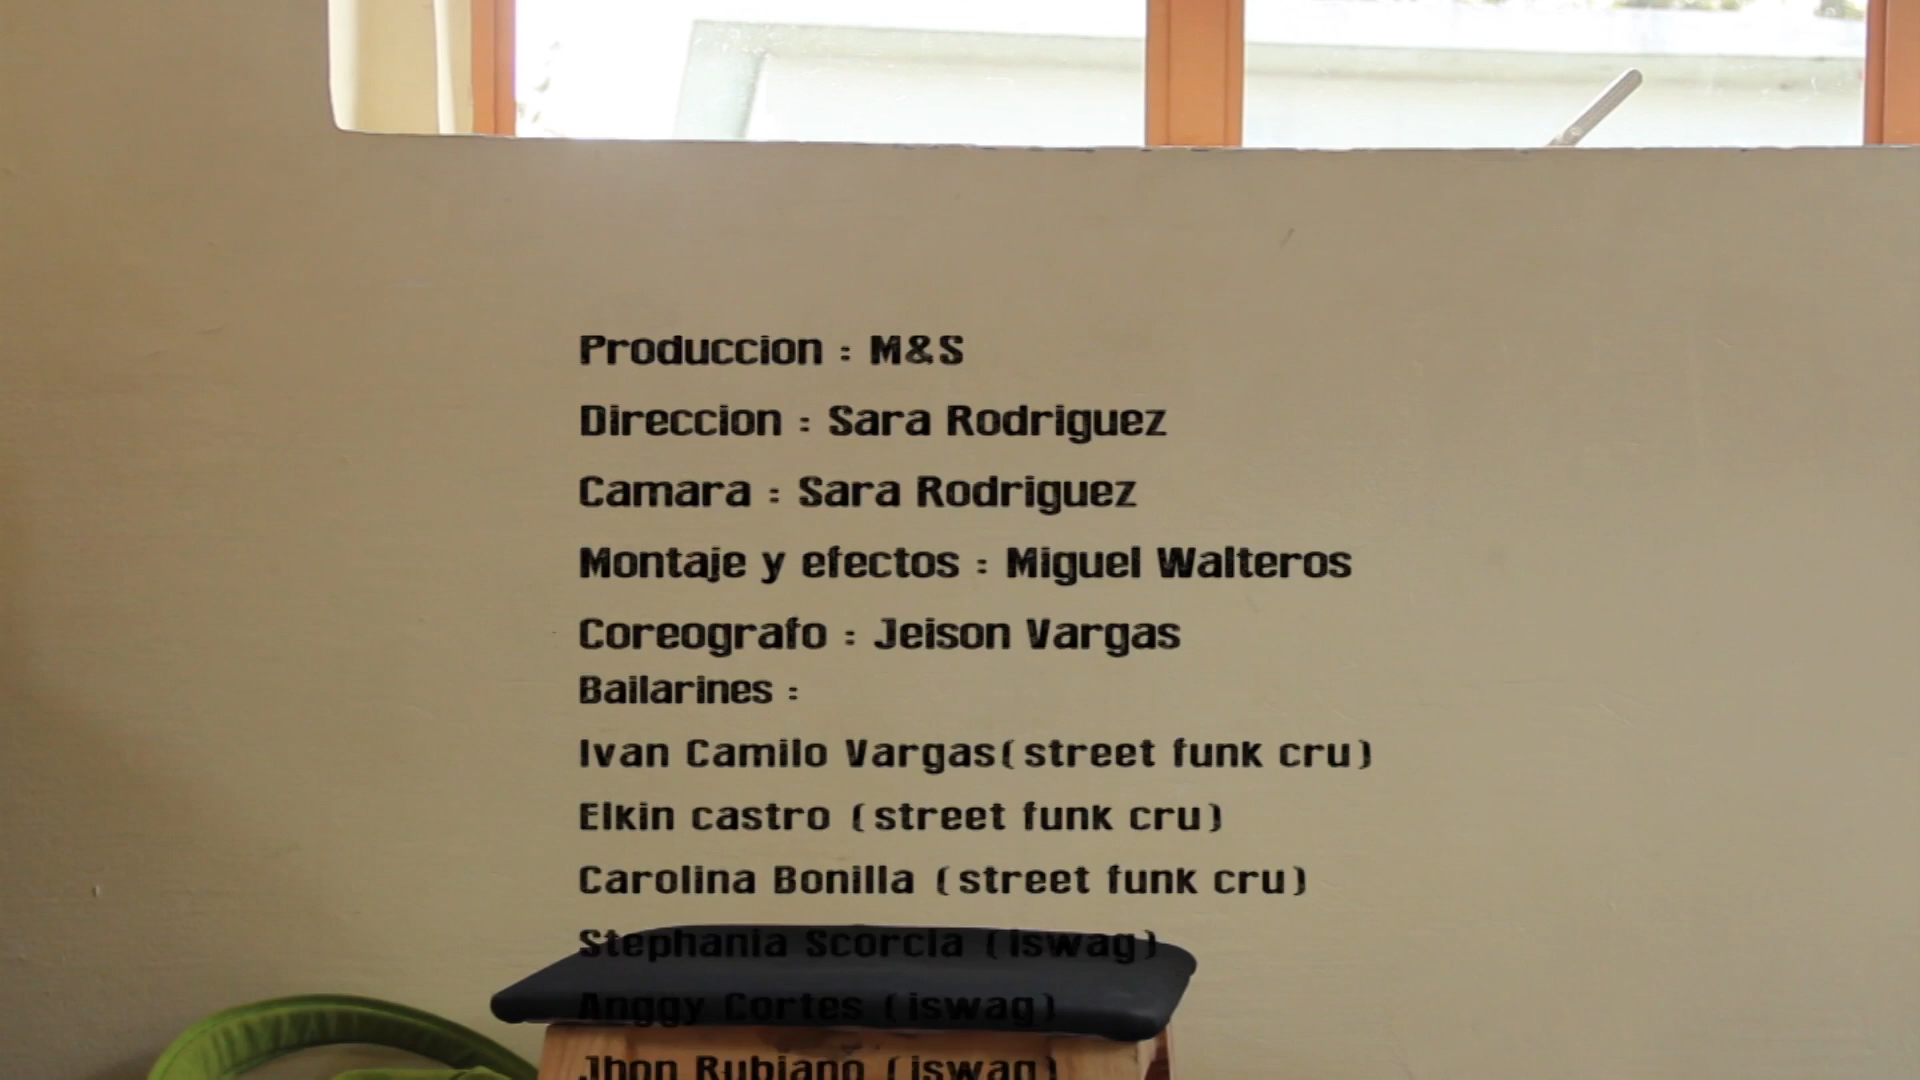 Produccion : M&S
Direccion : Sara Rodriguez
Camara : Sara Rodriguez
Montaje y efectos : Miguel Walteros
Coreografo : Jeison Vargas
Bailarines :
Ivan Camilo Vargas(street funk cru)
Elkin castro (street funk cru)
Carolina Bonilla (street funk cru)
Stephania Scorcia (iswag)
Anggy Cortes (iswag)
Jhon Rubiano (iswag)